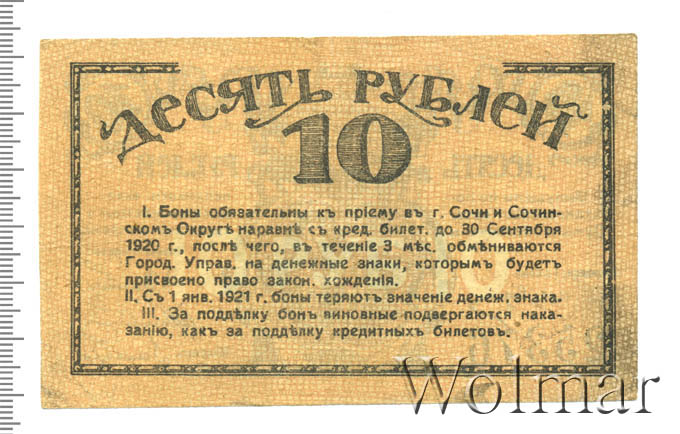 ДЕСЯТЬ РУБЛЕЙ
10
I. Боны обязательны къ пріему въ г. Сочи и Сочин-
скомъ Округѣ наравнѣ съ кред. билет. до 30 Сентября
1920 г., послѣ чего, въ теченіе 3 мѣс. обмѣниваются
Город. Управ. на денежные знаки, которымъ будетъ
присвоено право закон. хожденія.
II. Съ 1 янв. 1921 г. боны теряютъ значеніе денеж. знака.
III. За поддѣлку бонъ виновные подвергаются нака-
занію, какъ за поддѣлку кредитныхъ билетовъ.
Wolmar